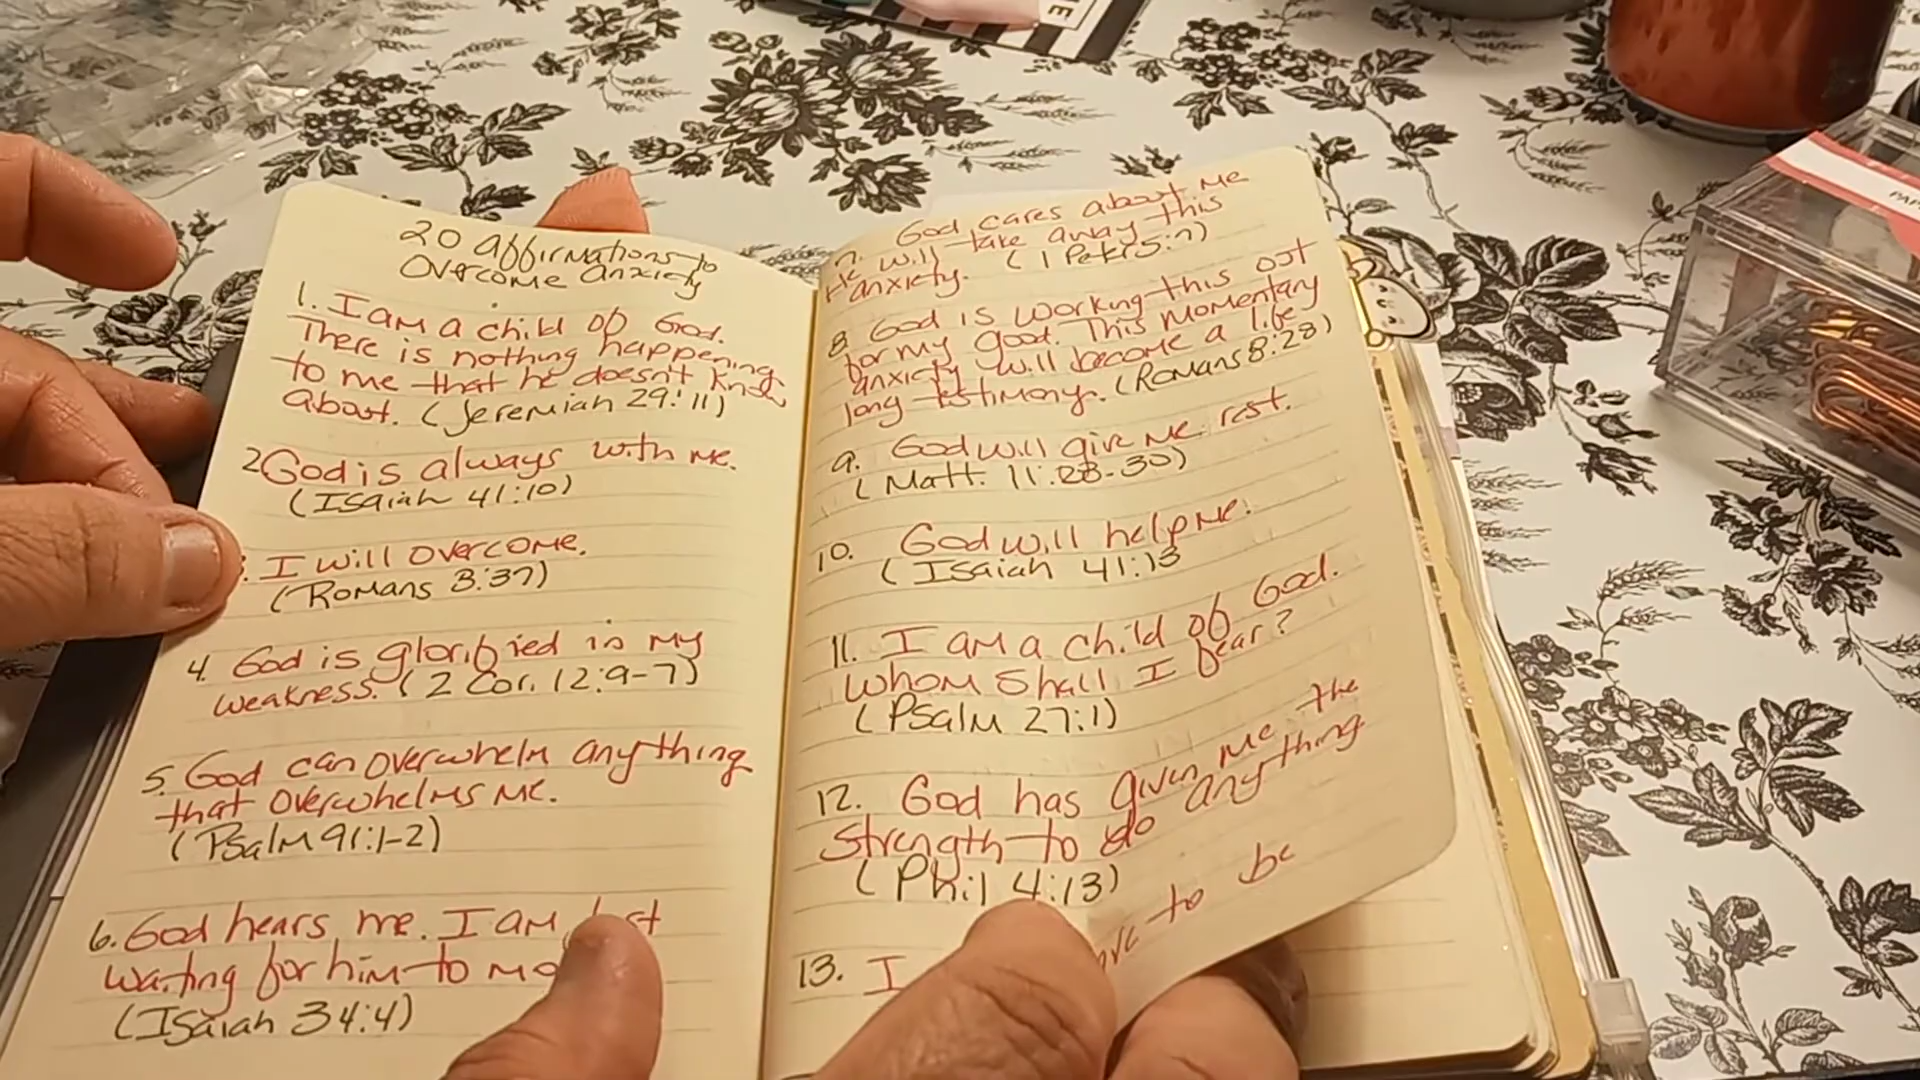 20 affirmations to
overcome anxiety
1. I am a child of God.
There is nothing happening
to me that he doesn't know
about. (Jeremiah 29:11)
2 God is always with me.
(Isaiah 41:10)
I will overcome.
(Romans 3:37)
4. God is glorified in my
weakness. (2 Cor. 12:9-7)
5. God can overwhelm anything
that overwhelms me.
(Psalm 91:1-2)
6. God hears me. I am
waiting for him to
(Isaiah 34:4)
7. God cares about me
He will take away this
anxiety. (1 Peter 5:7)
8. God is working this out
for my good. This momentary
anxiety will become a life
long testimony. (Romans 8:28)
9. God will give me rest.
(Matt. 11:28-30)
10. God will help me.
(Isaiah 41:13
11. I am a child of God.
whom shall I fear?
(Psalm 27:1)
12. God has given me the
strength to do anything
(Phil 4:13)
13. I
to be